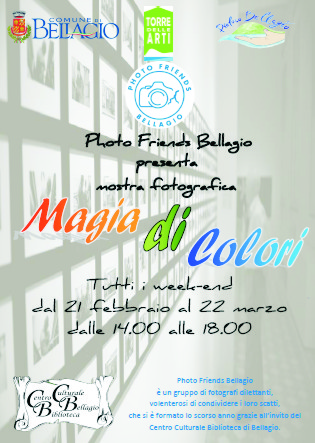 COMUNE DI
BELLAGIO
TORRE
DELLE
ARTI
PHOTO FRIENDS
BELLAGIO
Photo Friends Bellagio
presenta
mostra fotografica
Magia di Colori
Tutti i week-end
dal 21 febbraio al 22 marzo
dalle 14.00 alle 18.00
Centro Culturale
Bellagio
Biblioteca
Photo Friends Bellagio
è un gruppo di fotografi dilettanti,
volenterosi di condividere i loro scatti,
che si è formato lo scorso anno grazie all'invito del
Centro Culturale Biblioteca di Bellagio.